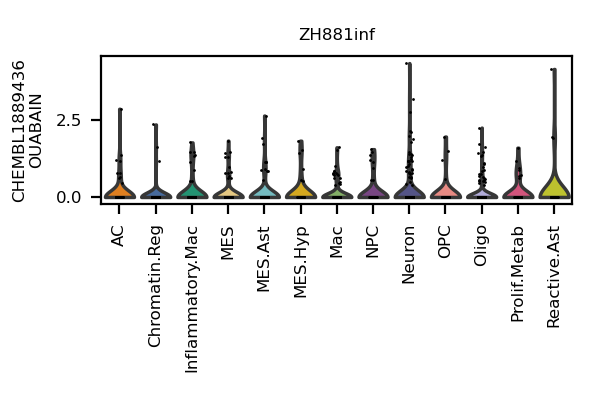 ZH881inf
CHEMBL1889436
OUABAIN
2.5
0.0
AC
Chromatin.Reg
Inflammatory.Mac
MES
MES.Ast
MES.Hyp
Mac
NPC
Neuron
OPC
Oligo
Prolif.Metab
Reactive.Ast